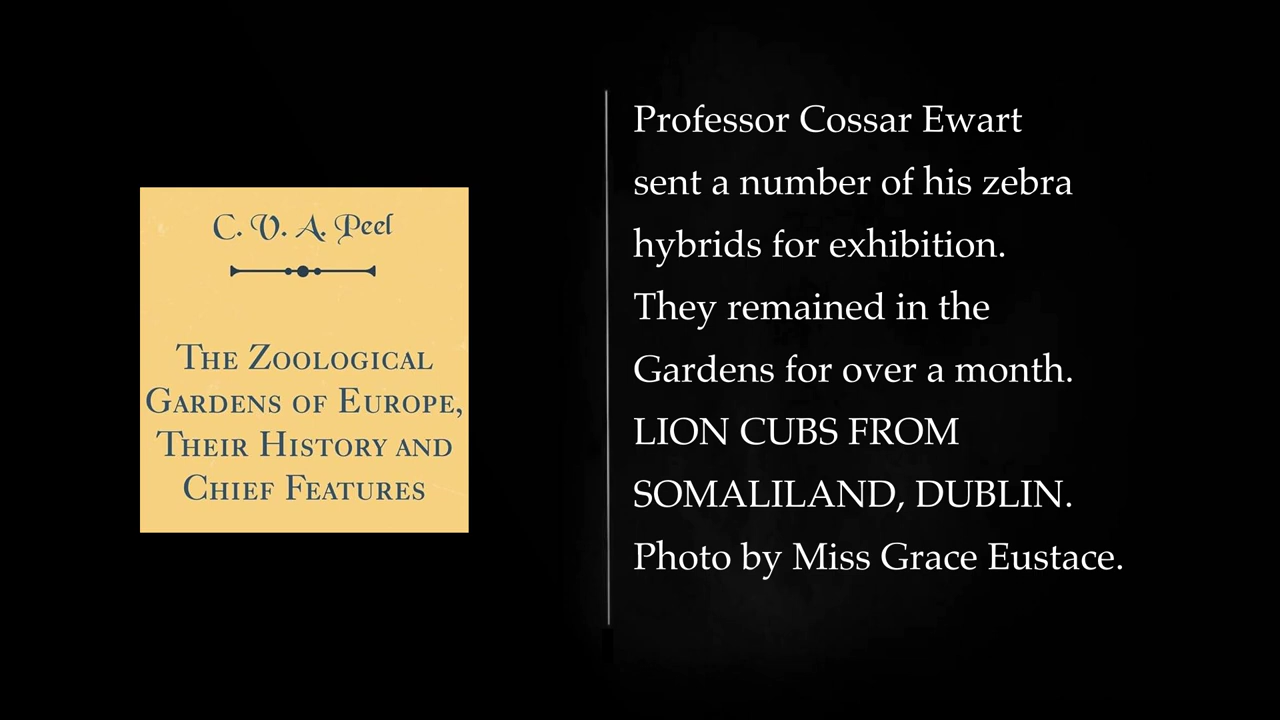 C. V. A. Peel
The Zoological
Gardens of Europe,
Their History and
Chief Features
Professor Cossar Ewart
sent a number of his zebra
hybrids for exhibition.
They remained in the
Gardens for over a month.
LION CUBS FROM
SOMALILAND, DUBLIN.
Photo by Miss Grace Eustace.